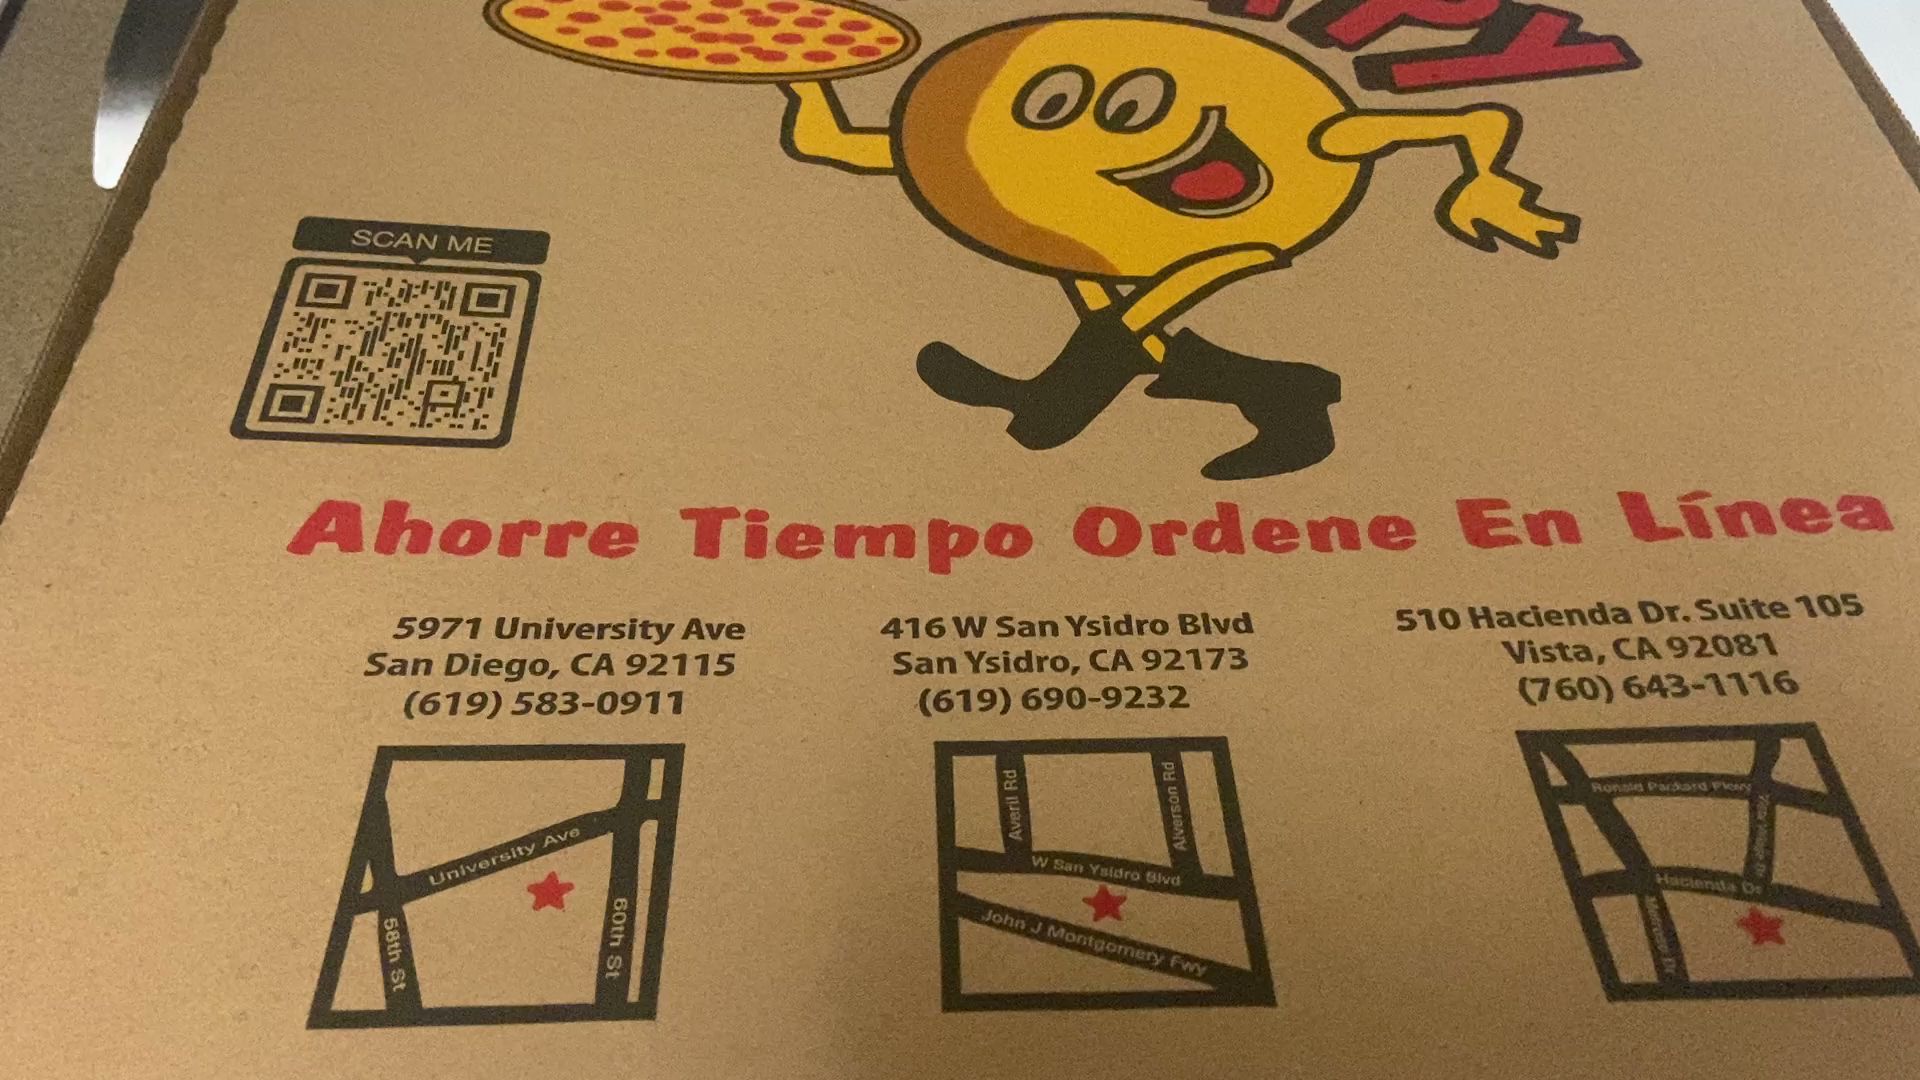 SCAN ME
Ahorre Tiempo Ordene En Línea
5971 University Ave
San Diego, CA 92115
(619) 583-0911
416 W San Ysidro Blvd
San Ysidro, CA 92173
(619) 690-9232
510 Hacienda Dr. Suite 105
Vista, CA 92081
(760) 643-1116
University Ave
58th St
60th St
Averil Rd
Alverson Rd
W San Ysidro Blvd
John J Montgomery Fwy
Ronald Packard Pkwy
Hacienda Dr